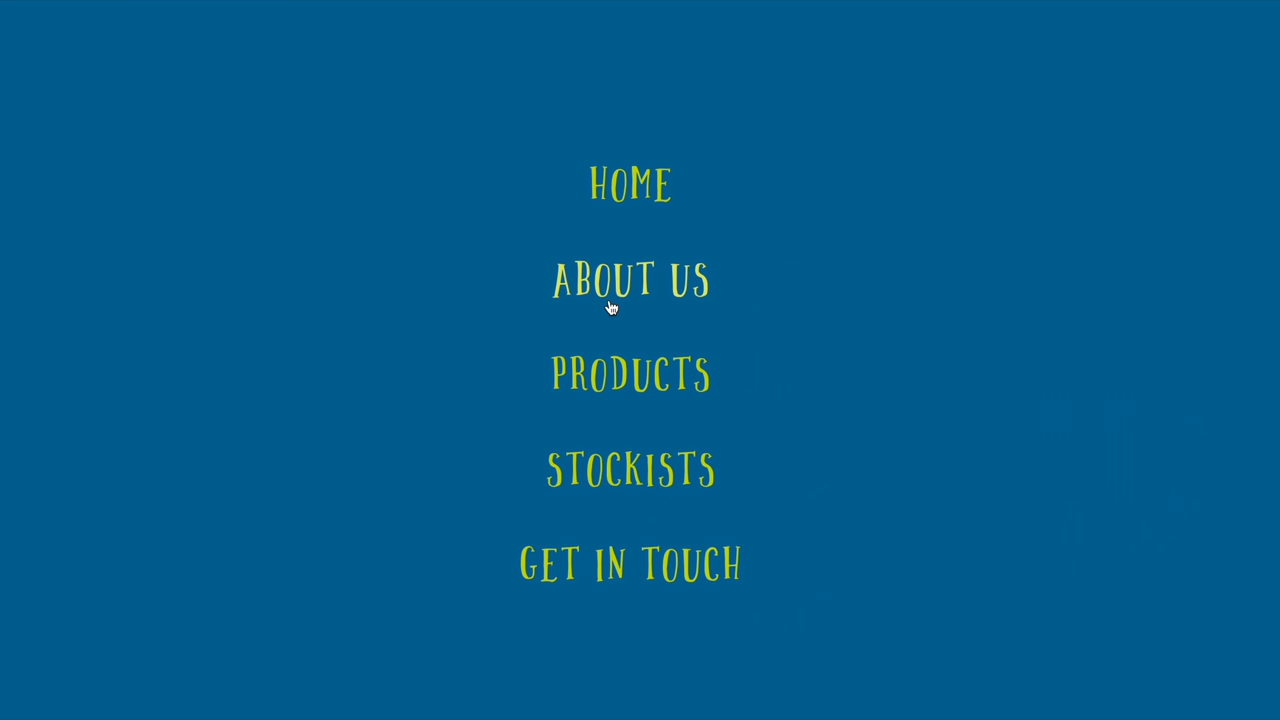 HOME
ABOUT US
PRODUCTS
STOCKISTS
GET IN TOUCH